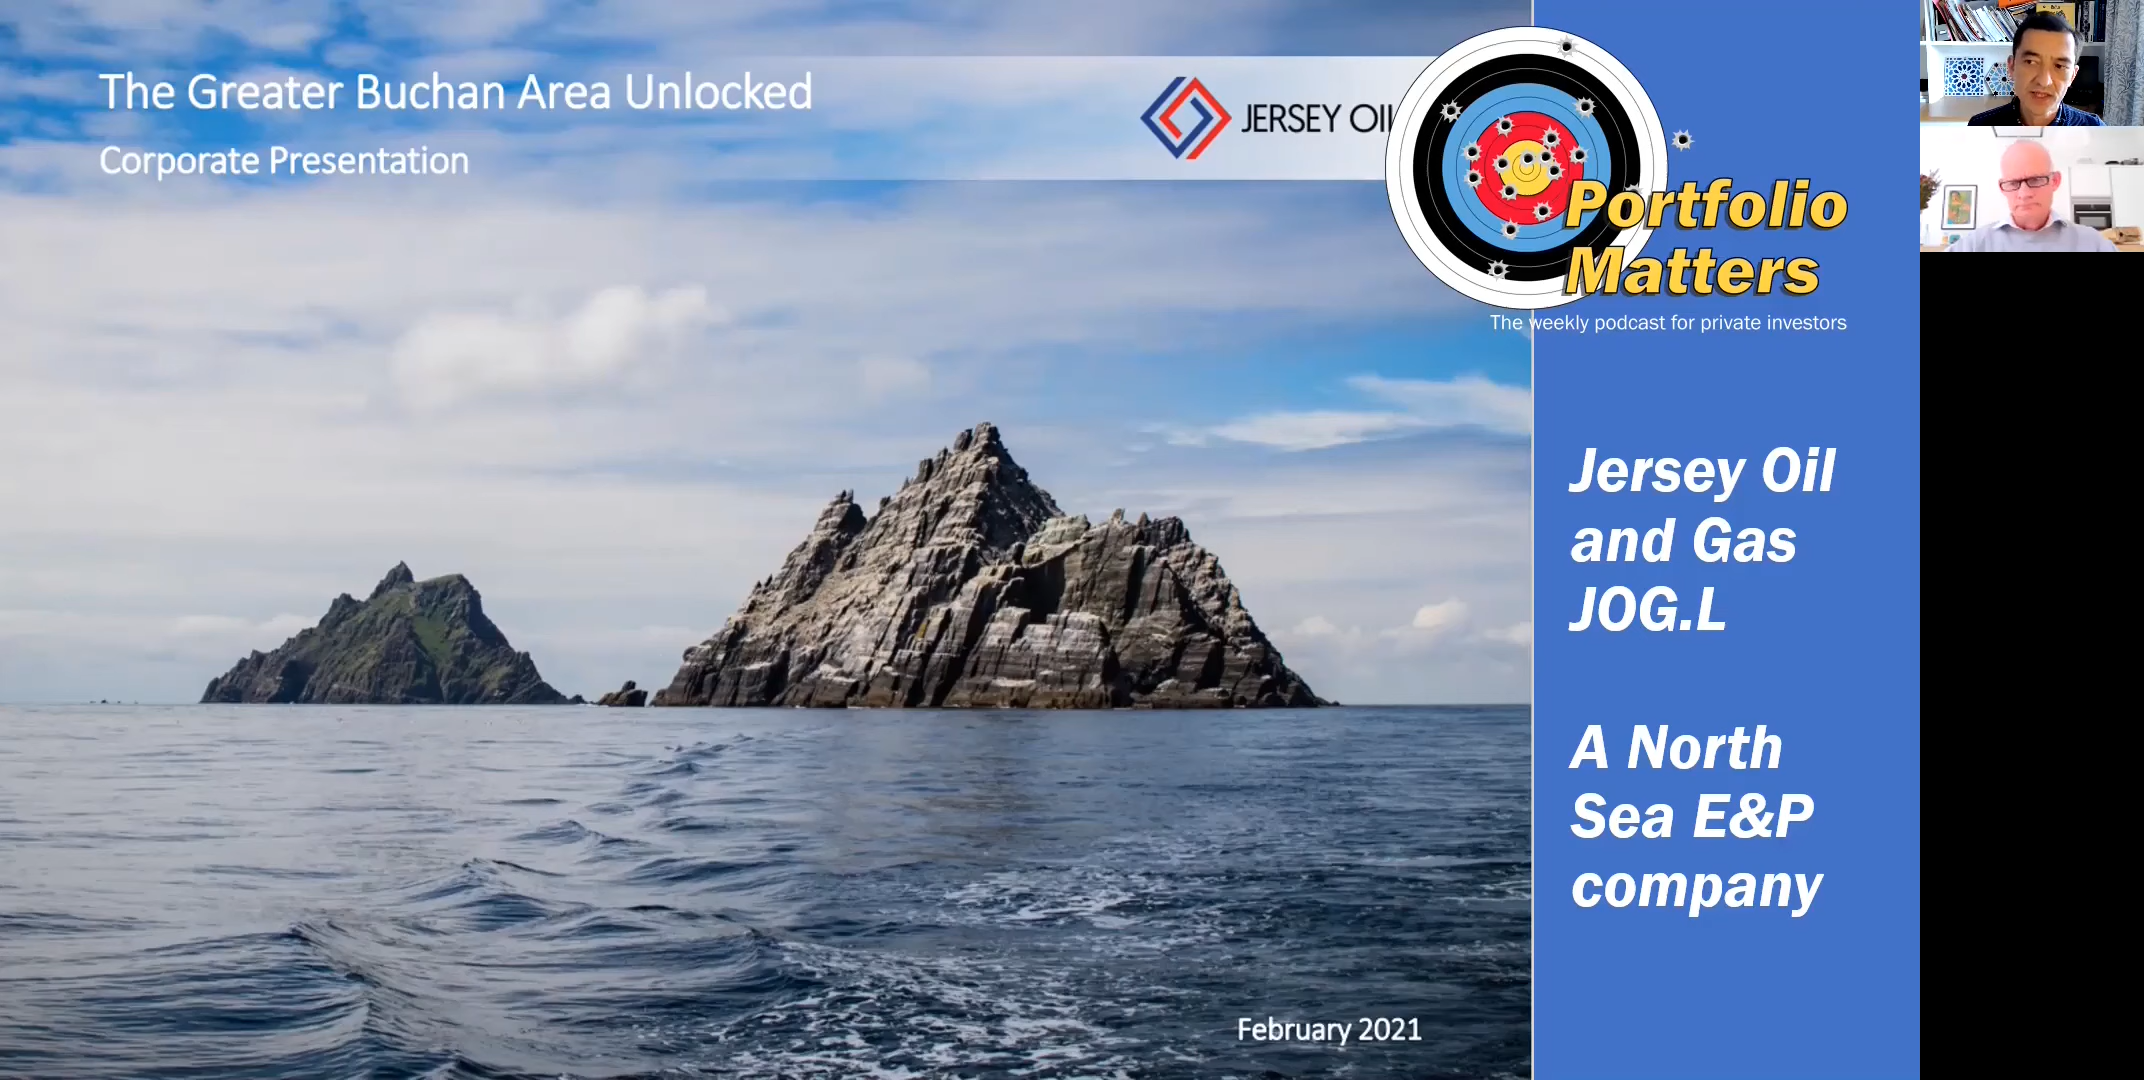 The Greater Buchan Area Unlocked
Corporate Presentation
JERSEY OIL
Portfolio
Matters
The weekly podcast for private investors
Jersey Oil
and Gas
JOG.L
A North
Sea E&P
company
February 2021